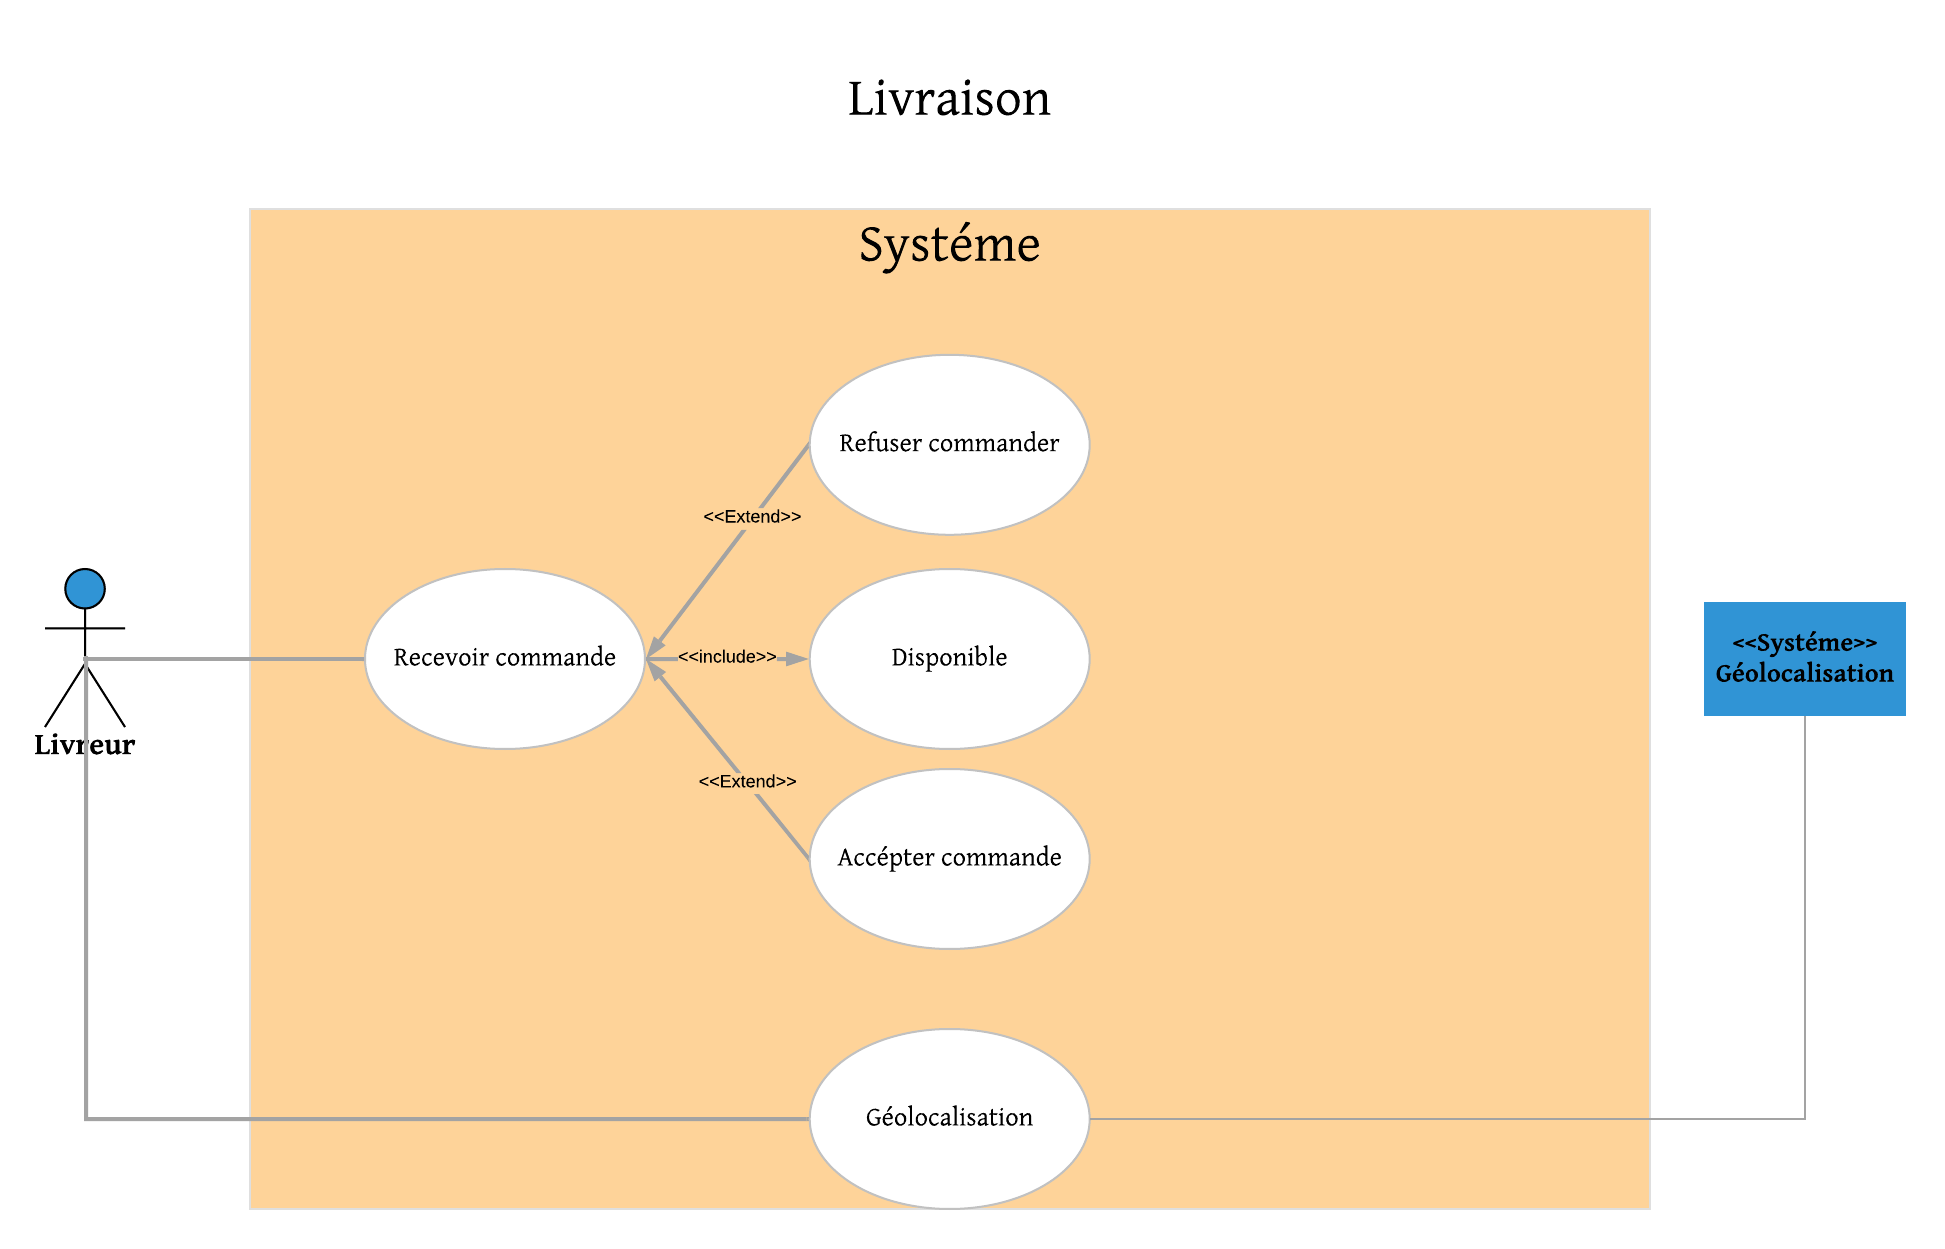 Livraison
Systéme
Refuser commander
<<Extend>>
Recevoir commande
<<include>>
Disponible
<<Systéme>>
Géolocalisation
Livreur
<<Extend>>
Accépter commande
Géolocalisation